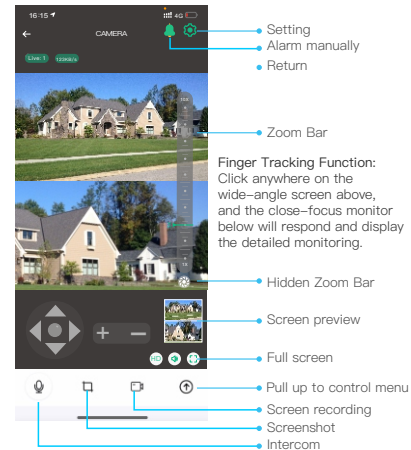 16:15
4G
CAMERA
Live: 1
123KB/s
Setting
Alarm manually
Return
Zoom Bar
Finger Tracking Function:
Click anywhere on the
wide-angle screen above,
and the close-focus monitor
below will respond and display
the detailed monitoring.
Hidden Zoom Bar
Screen preview
HD
Full screen
Pull up to control menu
Screen recording
Screenshot
Intercom